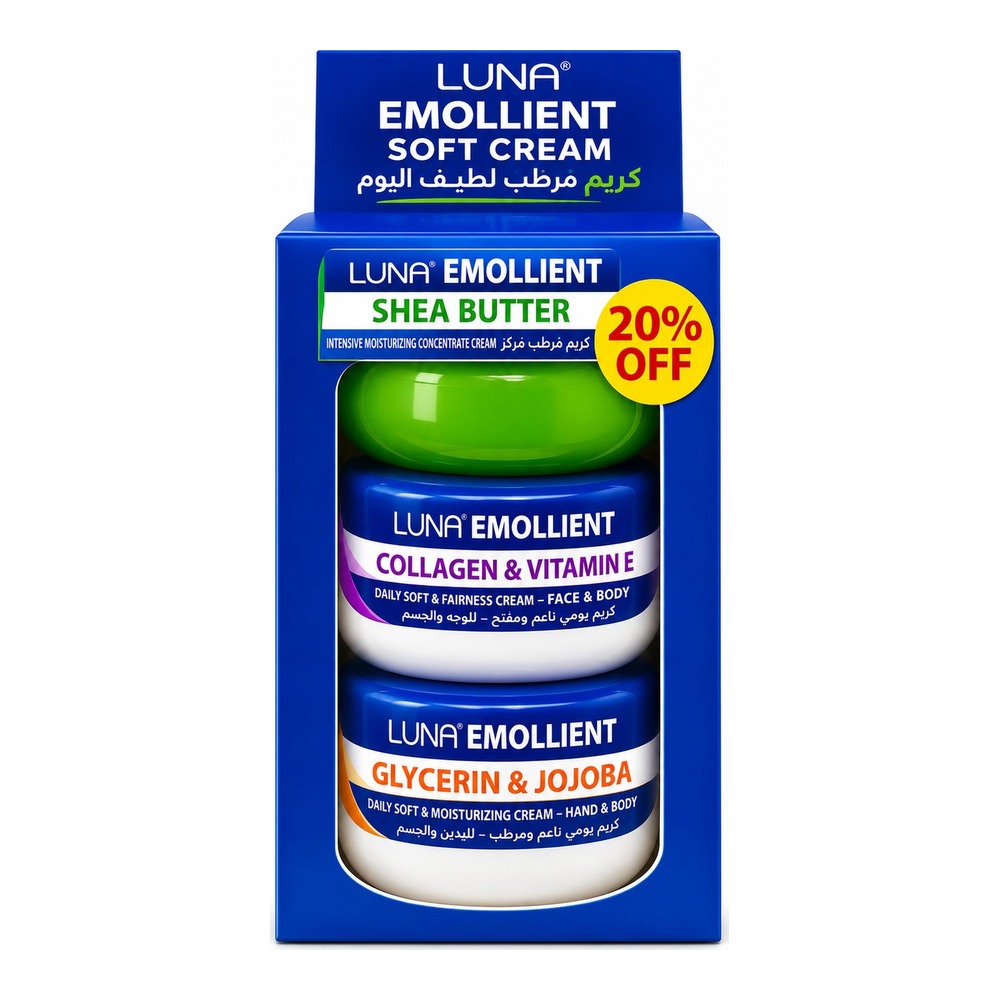 LUNA®
EMOLLIENT
SOFT CREAM
كريم مرطب لطيف اليوم
LUNA® EMOLLIENT
SHEA BUTTER
INTENSIVE MOISTURIZING CONCENTRATE CREAM كريم مُرطب مُركز
20%
OFF
LUNA® EMOLLIENT
COLLAGEN & VITAMIN E
DAILY SOFT & FAIRNESS CREAM – FACE & BODY
كريم يومي ناعم ومفتح – للوجه والجسم
LUNA® EMOLLIENT
GLYCERIN & JOJOBA
DAILY SOFT & MOISTURIZING CREAM – HAND & BODY
كريم يومي ناعم ومرطب – لليدين والجسم